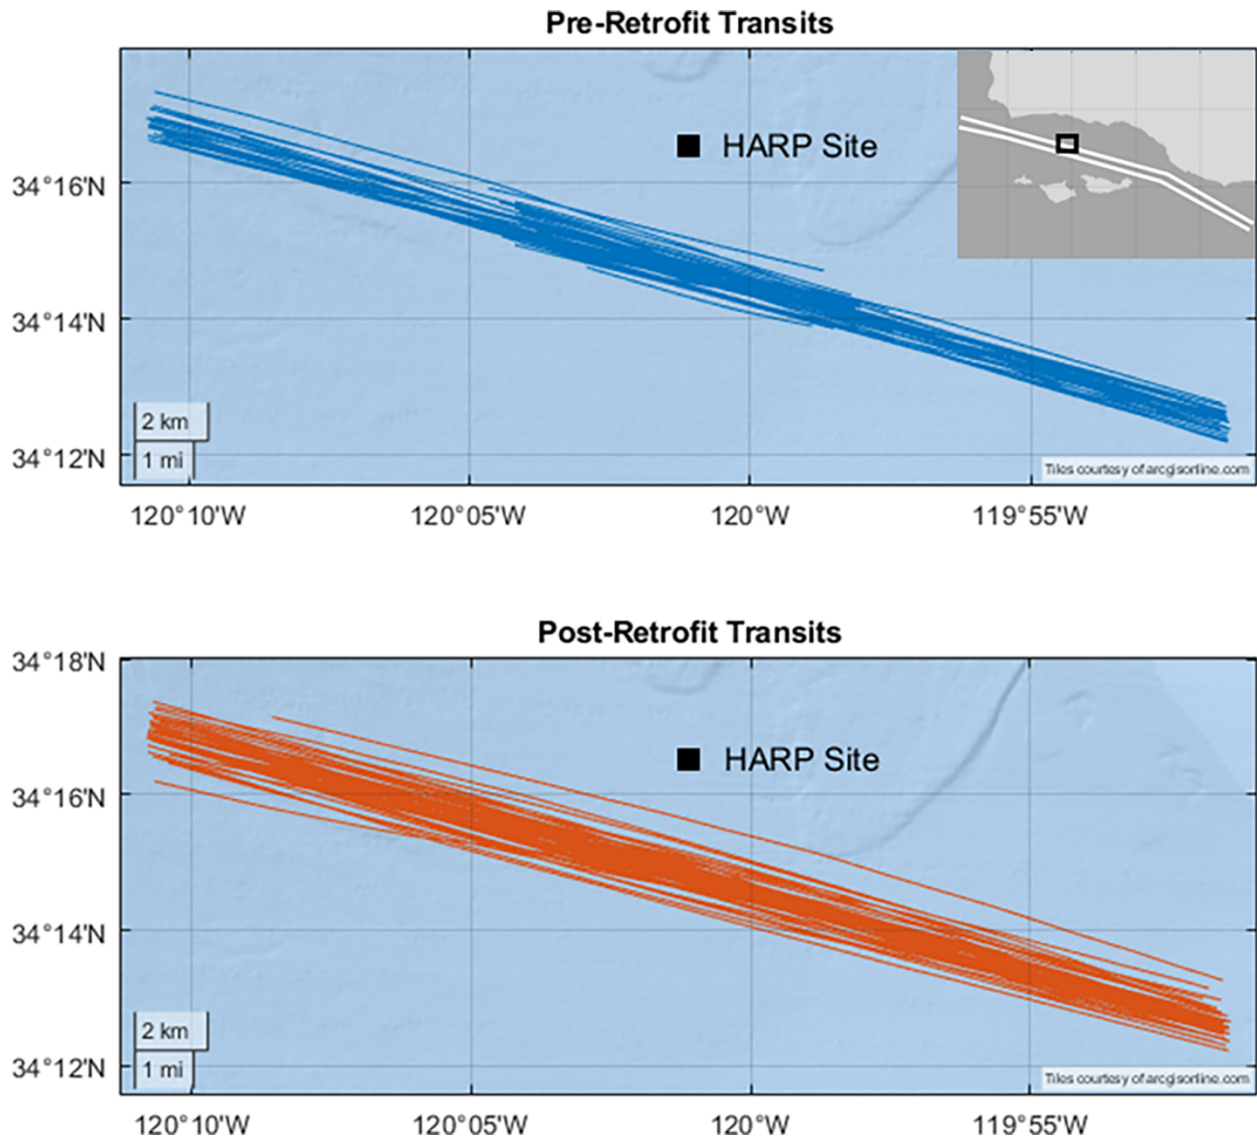 Pre-Retrofit Transits
HARP Site
34°16'N
34°14'N
34°12'N
2 km
1 mi
Tiles courtesy of arcgisonline.com
120°10'W 120°05'W 120°W 119°55'W
Post-Retrofit Transits
34°18'N
HARP Site
34°16'N
34°14'N
34°12'N
2 km
1 mi
Tiles courtesy of arcgisonline.com
120°10'W 120°05'W 120°W 119°55'W